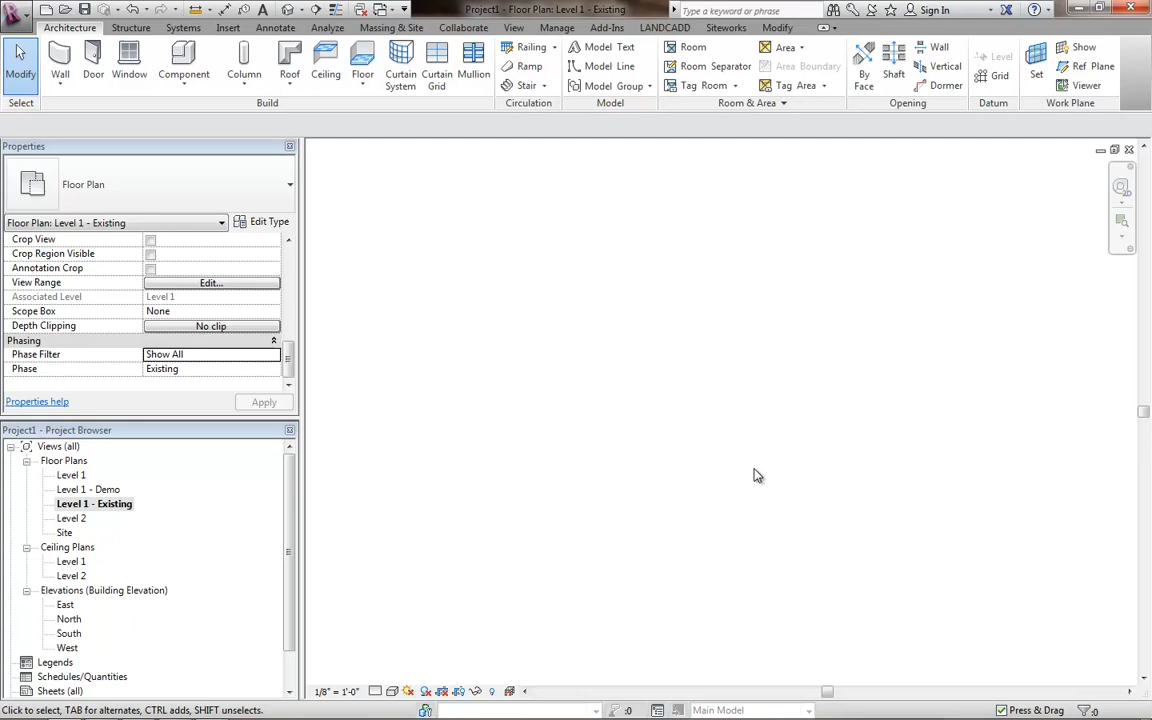 Project1 - Floor Plan: Level 1 - Existing
Type a keyword or phrase
Sign In
Architecture Structure Systems Insert Annotate Analyze Massing & Site Collaborate View Manage Add-Ins LANDCADD Siteworks Modify
Modify
Wall
Door
Window
Component
Column
Roof
Ceiling
Floor
Curtain System
Curtain Grid
Mullion
Railing
Ramp
Stair
Model Text
Model Line
Model Group
Room
Room Separator
Tag Room
Area
Area Boundary
Tag Area
By Face
Shaft
Wall
Vertical
Dormer
Level
Grid
Set
Show
Ref Plane
Viewer
Select Build Circulation Model Room & Area Opening Datum Work Plane
Properties
Floor Plan
Floor Plan: Level 1 - Existing Edit Type
Crop View
Crop Region Visible
Annotation Crop
View Range Edit...
Associated Level Level 1
Scope Box None
Depth Clipping No clip
Phasing
Phase Filter Show All
Phase Existing
Properties help Apply
Project1 - Project Browser
Views (all)
Floor Plans
Level 1
Level 1 - Demo
Level 1 - Existing
Level 2
Site
Ceiling Plans
Level 1
Level 2
Elevations (Building Elevation)
East
North
South
West
Legends
Schedules/Quantities
Sheets (all)
1/8" = 1'-0"
Click to select, TAB for alternates, CTRL adds, SHIFT unselects. :0 Main Model Press & Drag :0